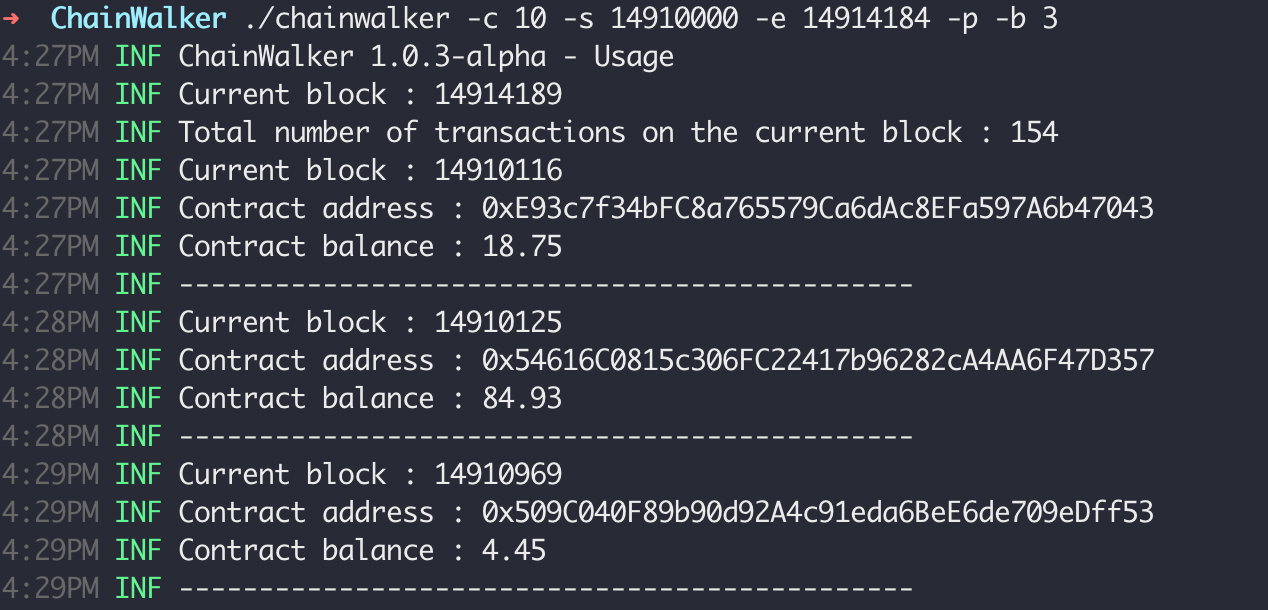 ➜ ChainWalker ./chainwalker -c 10 -s 14910000 -e 14914184 -p -b 3
4:27PM INF ChainWalker 1.0.3-alpha - Usage
4:27PM INF Current block : 14914189
4:27PM INF Total number of transactions on the current block : 154
4:27PM INF Current block : 14910116
4:27PM INF Contract address : 0xE93c7f34bFC8a765579Ca6dAc8EFa597A6b47043
4:27PM INF Contract balance : 18.75
4:27PM INF ----------------------------------------------
4:28PM INF Current block : 14910125
4:28PM INF Contract address : 0x54616C0815c306FC22417b96282cA4AA6F47D357
4:28PM INF Contract balance : 84.93
4:28PM INF ----------------------------------------------
4:29PM INF Current block : 14910969
4:29PM INF Contract address : 0x509C040F89b90d92A4c91eda6BeE6de709eDff53
4:29PM INF Contract balance : 4.45
4:29PM INF ----------------------------------------------